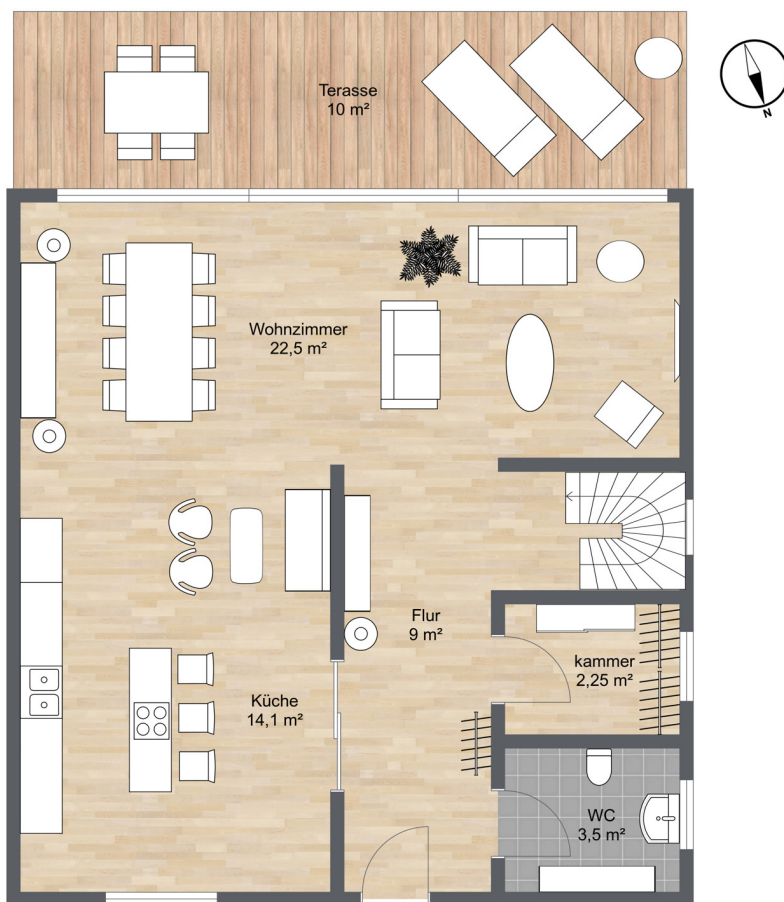 Terasse
10 m²
N
Wohnzimmer
22,5 m²
Flur
9 m²
kammer
2,25 m²
Küche
14,1 m²
WC
3,5 m²